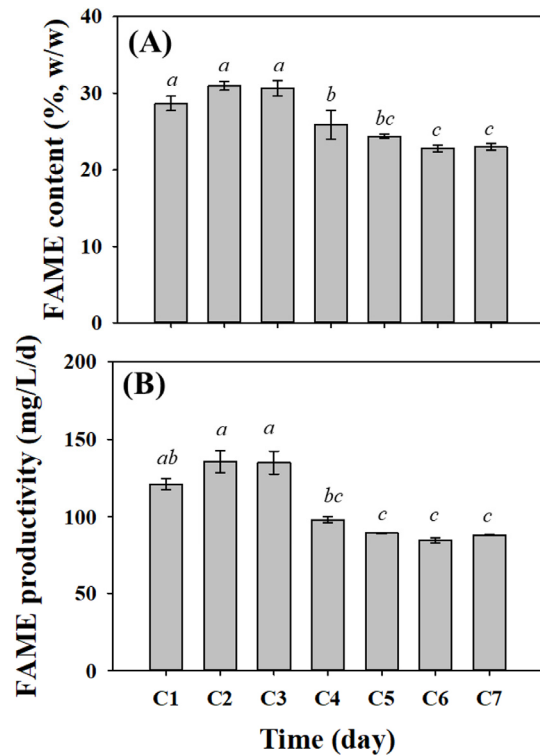 (A)
FAME content (%, w/w)
40
30
20
10
0
a a a b bc c c
(B)
FAME productivity (mg/L/d)
200
150
100
50
0
ab a a bc c c c
C1 C2 C3 C4 C5 C6 C7
Time (day)